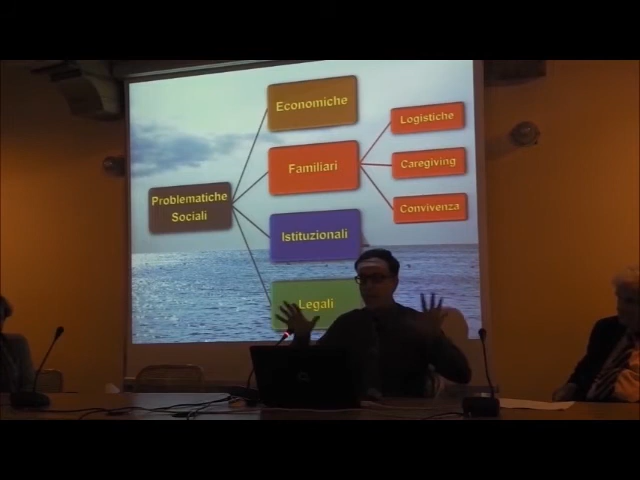 Problematiche
Sociali
Economiche
Familiari
Istituzionali
Legali
Logistiche
Caregiving
Convivenza